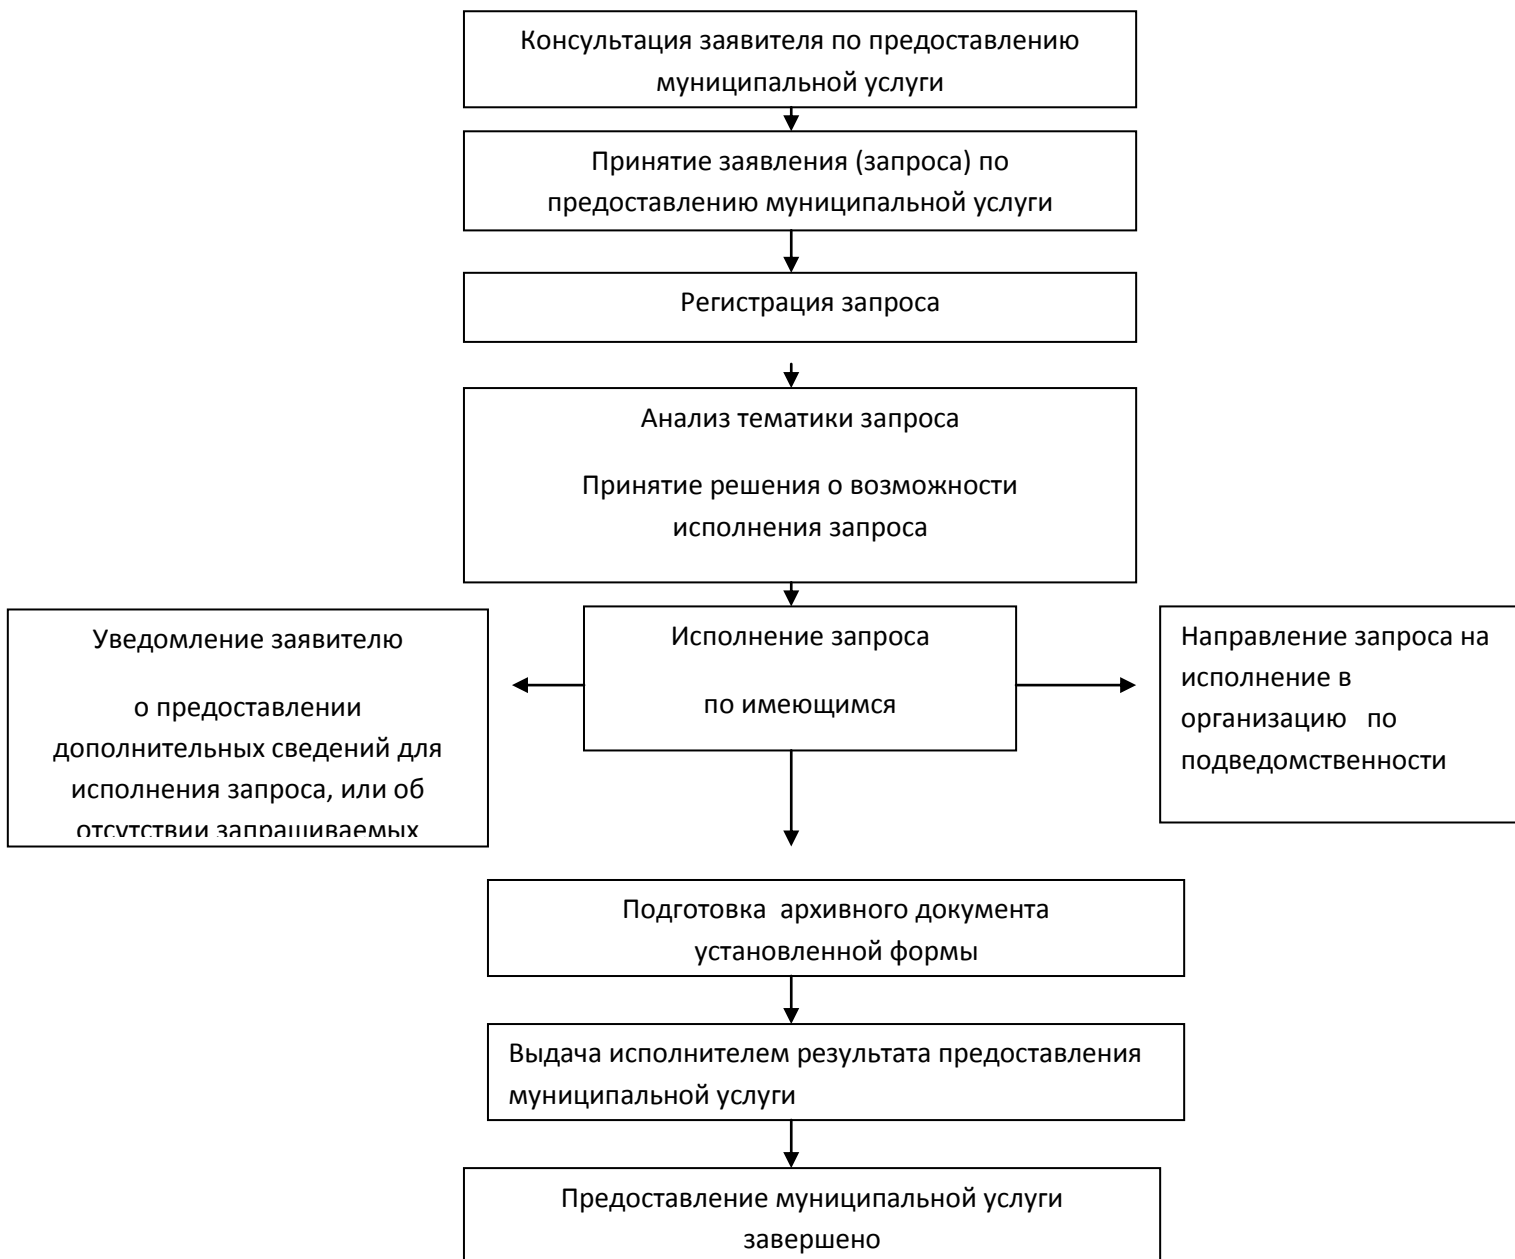 Консультация заявителя по предоставлению
муниципальной услуги
Принятие заявления (запроса) по
предоставлению муниципальной услуги
Регистрация запроса
Анализ тематики запроса
Принятие решения о возможности
исполнения запроса
Уведомление заявителю
о предоставлении
дополнительных сведений для
исполнения запроса, или об
отсутствии запрашиваемых
Исполнение запроса
по имеющимся
Направление запроса на
исполнение в
организацию по
подведомственности
Подготовка архивного документа
установленной формы
Выдача исполнителем результата предоставления
муниципальной услуги
Предоставление муниципальной услуги
завершено